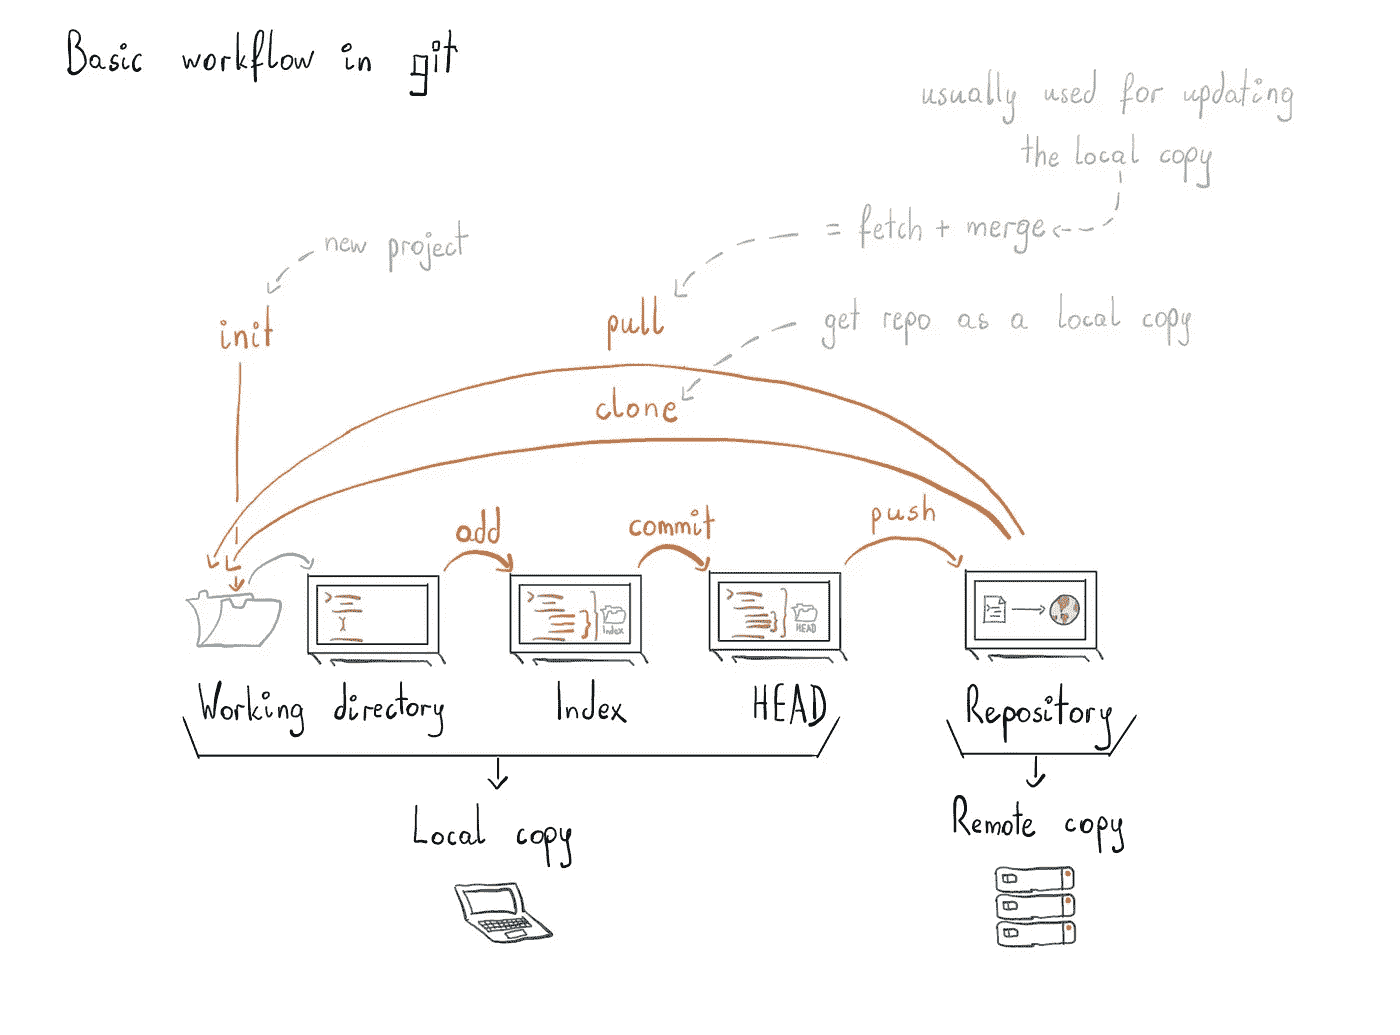 Basic workflow in git
usually used for updating
the local copy
= fetch + merge
new project
init
pull
get repo as a local copy
clone
add
commit
push
Index
HEAD
Working directory
Index
HEAD
Repository
Local copy
Remote copy